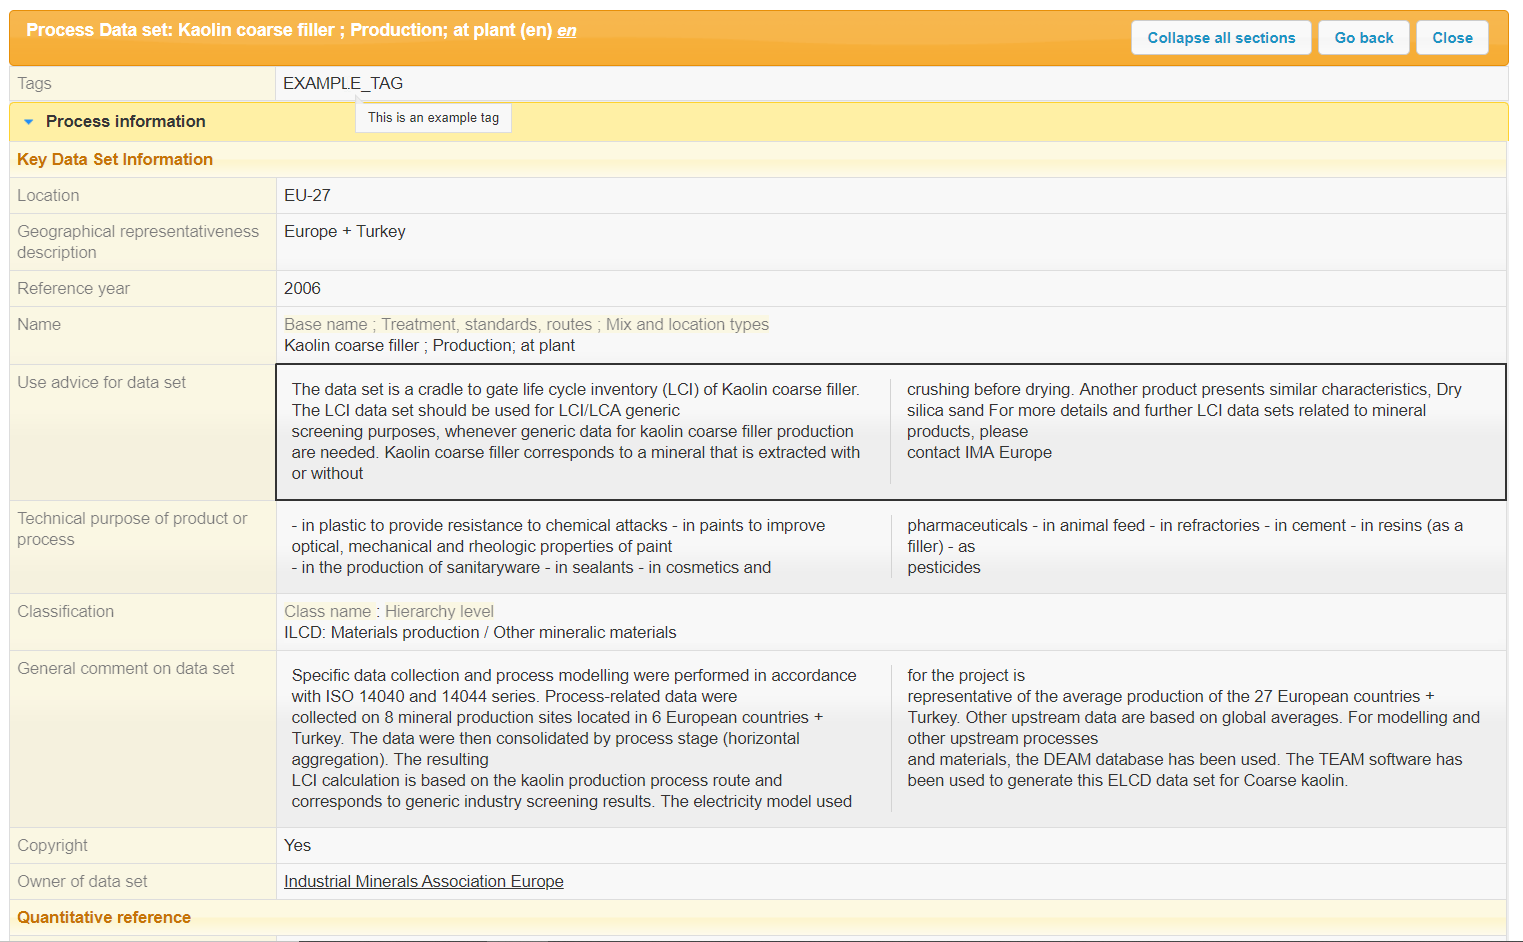 Process Data set: Kaolin coarse filler ; Production; at plant (en) en
Collapse all sections
Go back
Close
Tags
EXAMPLE_TAG
This is an example tag
Process information
Key Data Set Information
Location
EU-27
Geographical representativeness
description
Europe + Turkey
Reference year
2006
Name
Base name ; Treatment, standards, routes ; Mix and location types
Kaolin coarse filler ; Production; at plant
Use advice for data set
The data set is a cradle to gate life cycle inventory (LCI) of Kaolin coarse filler.
The LCI data set should be used for LCI/LCA generic
screening purposes, whenever generic data for kaolin coarse filler production
are needed. Kaolin coarse filler corresponds to a mineral that is extracted with
or without
crushing before drying. Another product presents similar characteristics, Dry
silica sand For more details and further LCI data sets related to mineral
products, please
contact IMA Europe
Technical purpose of product or
process
- in plastic to provide resistance to chemical attacks - in paints to improve
optical, mechanical and rheologic properties of paint
- in the production of sanitaryware - in sealants - in cosmetics and
pharmaceuticals - in animal feed - in refractories - in cement - in resins (as a
filler) - as
pesticides
Classification
Class name : Hierarchy level
ILCD: Materials production / Other mineralic materials
General comment on data set
Specific data collection and process modelling were performed in accordance
with ISO 14040 and 14044 series. Process-related data were
collected on 8 mineral production sites located in 6 European countries +
Turkey. The data were then consolidated by process stage (horizontal
aggregation). The resulting
LCI calculation is based on the kaolin production process route and
corresponds to generic industry screening results. The electricity model used
for the project is
representative of the average production of the 27 European countries +
Turkey. Other upstream data are based on global averages. For modelling and
other upstream processes
and materials, the DEAM database has been used. The TEAM software has
been used to generate this ELCD data set for Coarse kaolin.
Copyright
Yes
Owner of data set
Industrial Minerals Association Europe
Quantitative reference